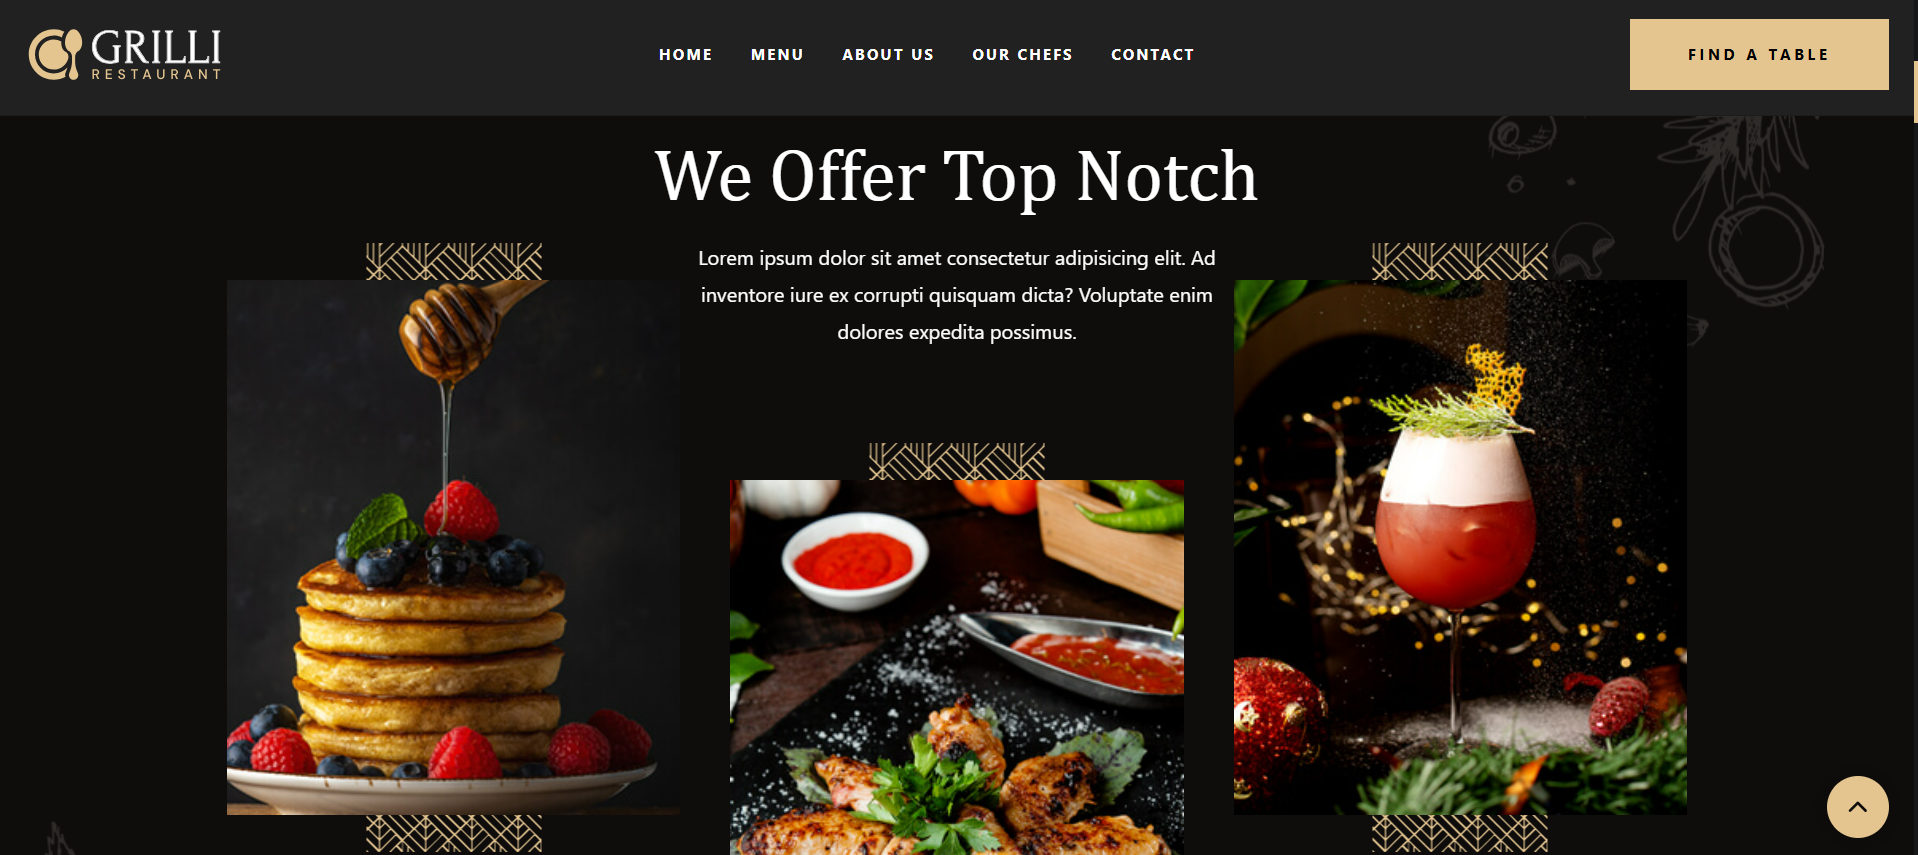 GRILLI
RESTAURANT
HOME
MENU
ABOUT US
OUR CHEFS
CONTACT
FIND A TABLE
We Offer Top Notch
Lorem ipsum dolor sit amet consectetur adipisicing elit. Ad
inventore iure ex corrupti quisquam dicta? Voluptate enim
dolores expedita possimus.